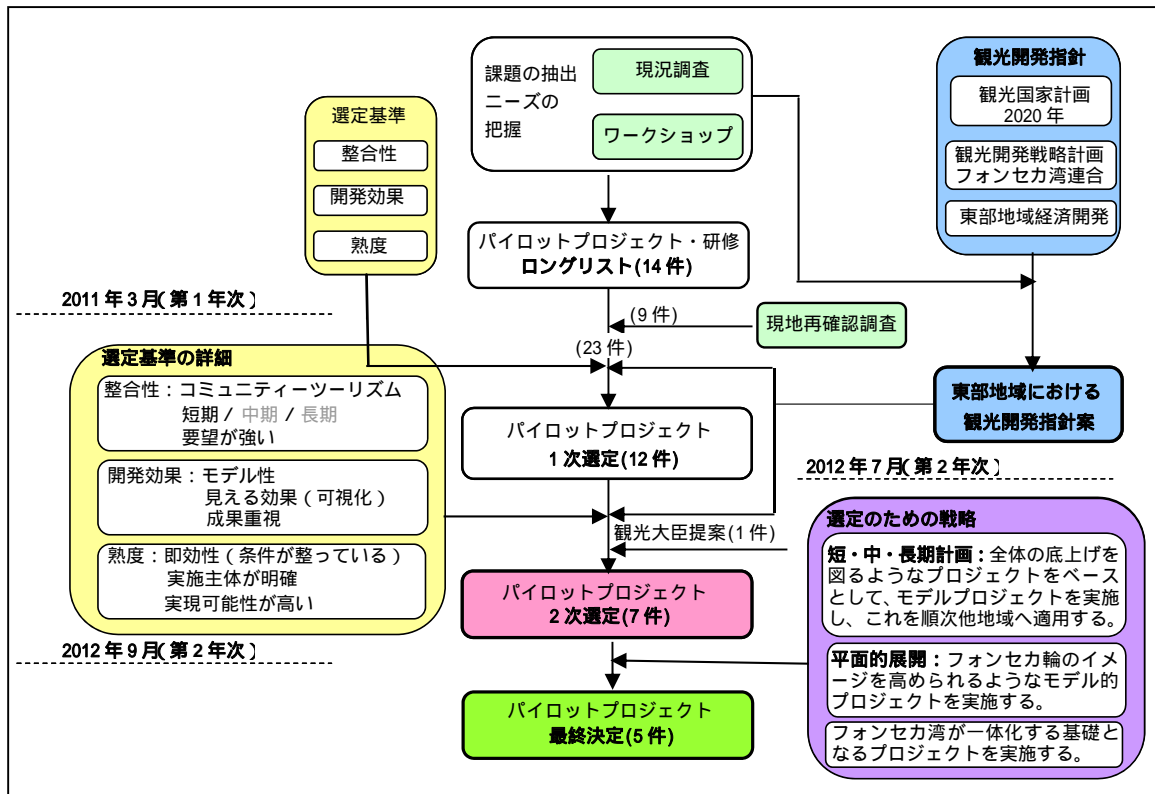 課題の抽出
ニーズの
把握
現況調査
ワークショップ
観光開発指針
観光国家計画
2020 年
観光開発戦略計画
フォンセカ湾連合
東部地域経済開発
選定基準
整合性
開発効果
熟度
パイロットプロジェクト・研修
ロングリスト(14 件)
2011 年 3 月( 第 1 年次 )
(9 件)
現地再確認調査
(23 件)
選定基準の詳細
整合性：コミュニティーツーリズム
短期 / 中期 / 長期
要望が強い
開発効果：モデル性
見える効果（可視化）
成果重視
熟度：即効性（条件が整っている）
実施主体が明確
実現可能性が高い
東部地域における
観光開発指針案
パイロットプロジェクト
1 次選定(12 件)
2012 年 7 月( 第 2 年次 )
観光大臣提案(1 件)
選定のための戦略
短・中・長期計画：全体の底上げを
図るようなプロジェクトをベース
として、モデルプロジェクトを実施
し、これを順次他地域へ適用する。
平面的展開：フォンセカ輪のイメ
ージを高められるようなモデル的
プロジェクトを実施する。
フォンセカ湾が一体化する基礎と
なるプロジェクトを実施する。
パイロットプロジェクト
2 次選定(7 件)
2012 年 9 月( 第 2 年次 )
パイロットプロジェクト
最終決定(5 件)